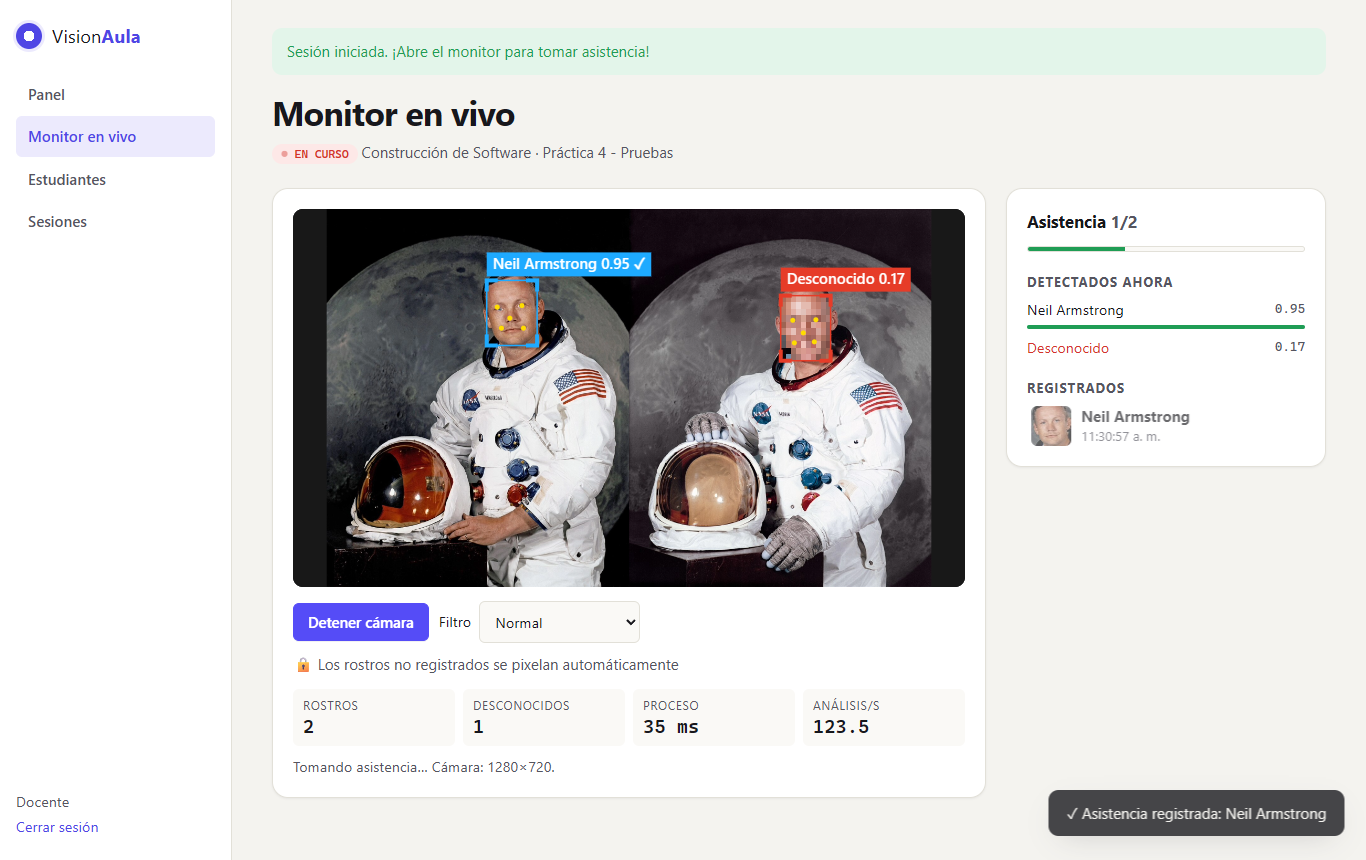 VisionAula
Panel
Monitor en vivo
Estudiantes
Sesiones
Docente
Cerrar sesión
Sesión iniciada. ¡Abre el monitor para tomar asistencia!
Monitor en vivo
EN CURSO Construcción de Software · Práctica 4 - Pruebas
Neil Armstrong 0.95 ✓
Desconocido 0.17
NASA
NASA
Detener cámara Filtro Normal
🔒 Los rostros no registrados se pixelan automáticamente
ROSTROS
2
DESCONOCIDOS
1
PROCESO
35 ms
ANÁLISIS/S
123.5
Tomando asistencia... Cámara: 1280×720.
Asistencia 1/2
DETECTADOS AHORA
Neil Armstrong 0.95
Desconocido 0.17
REGISTRADOS
Neil Armstrong
11:30:57 a. m.
✓ Asistencia registrada: Neil Armstrong